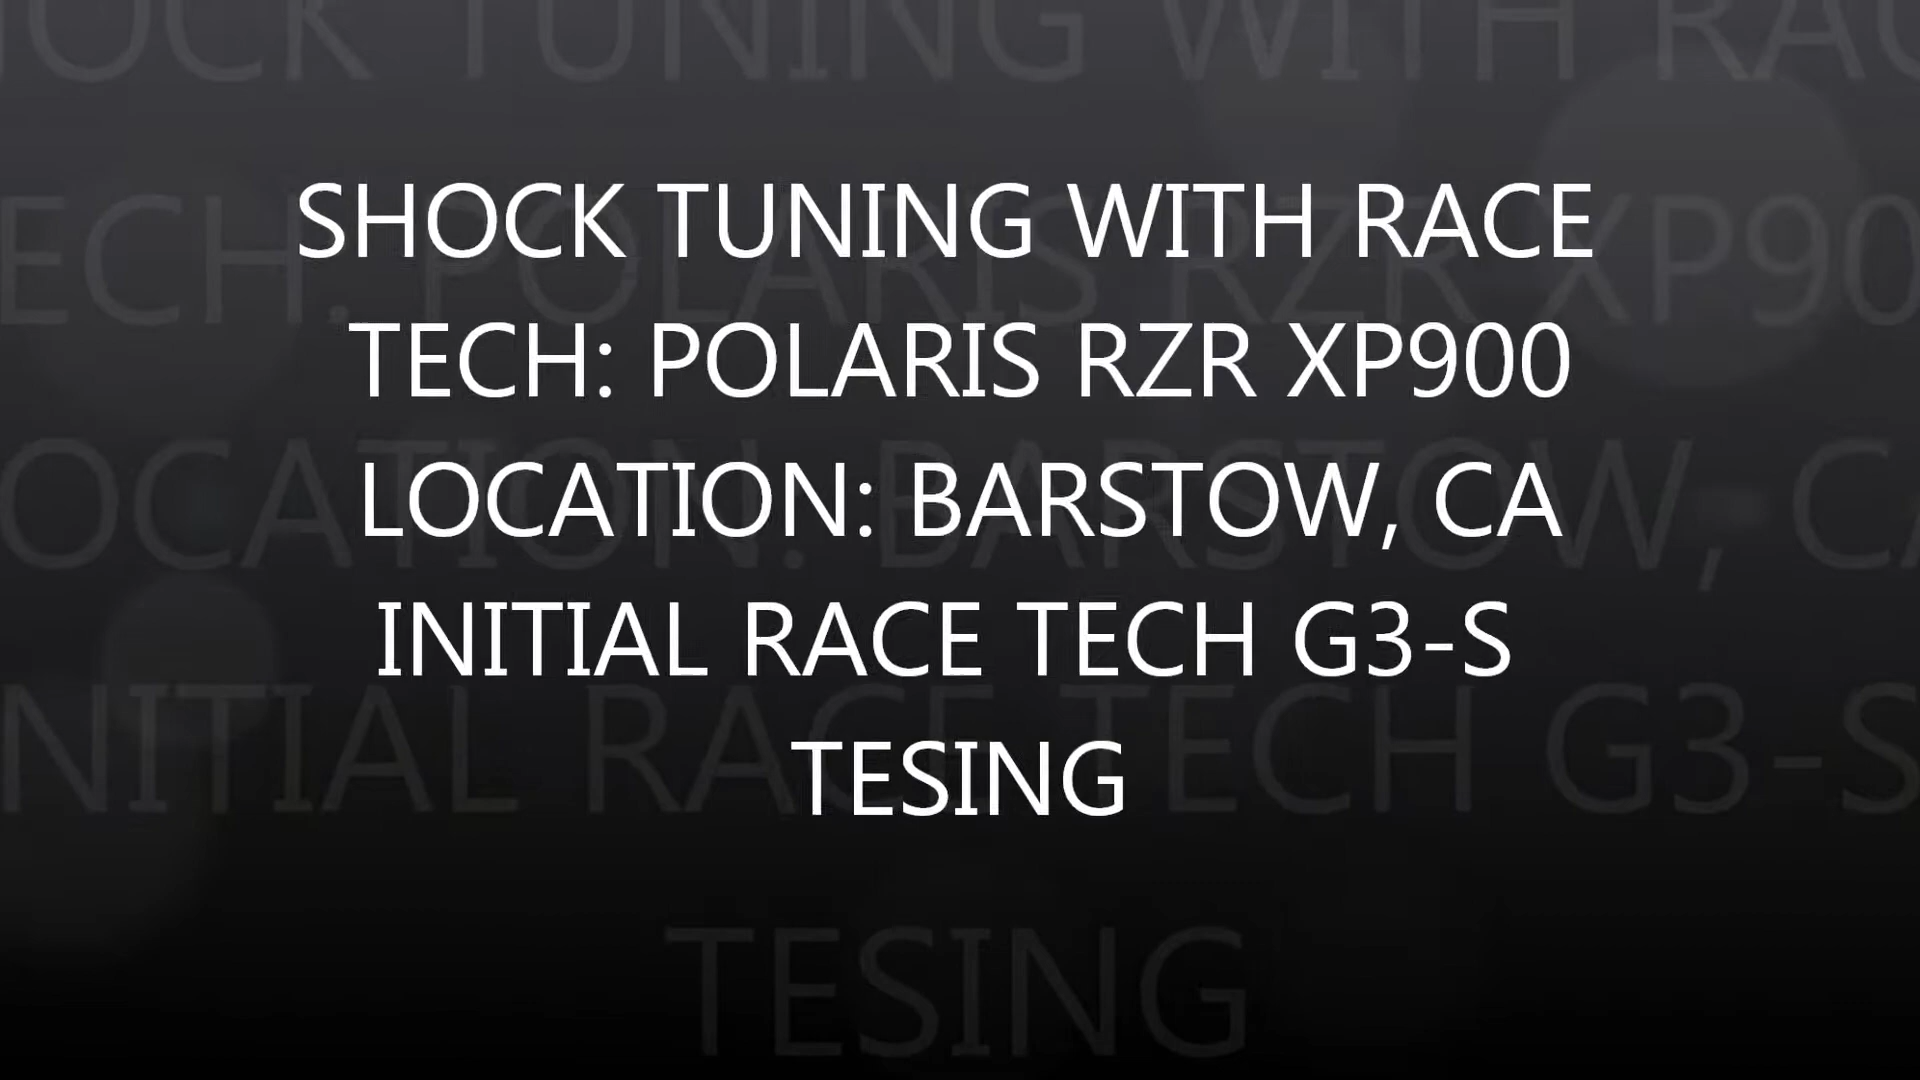 SHOCK TUNING WITH RACE
TECH: POLARIS RZR XP900
LOCATION: BARSTOW, CA
INITIAL RACE TECH G3-S
TESING